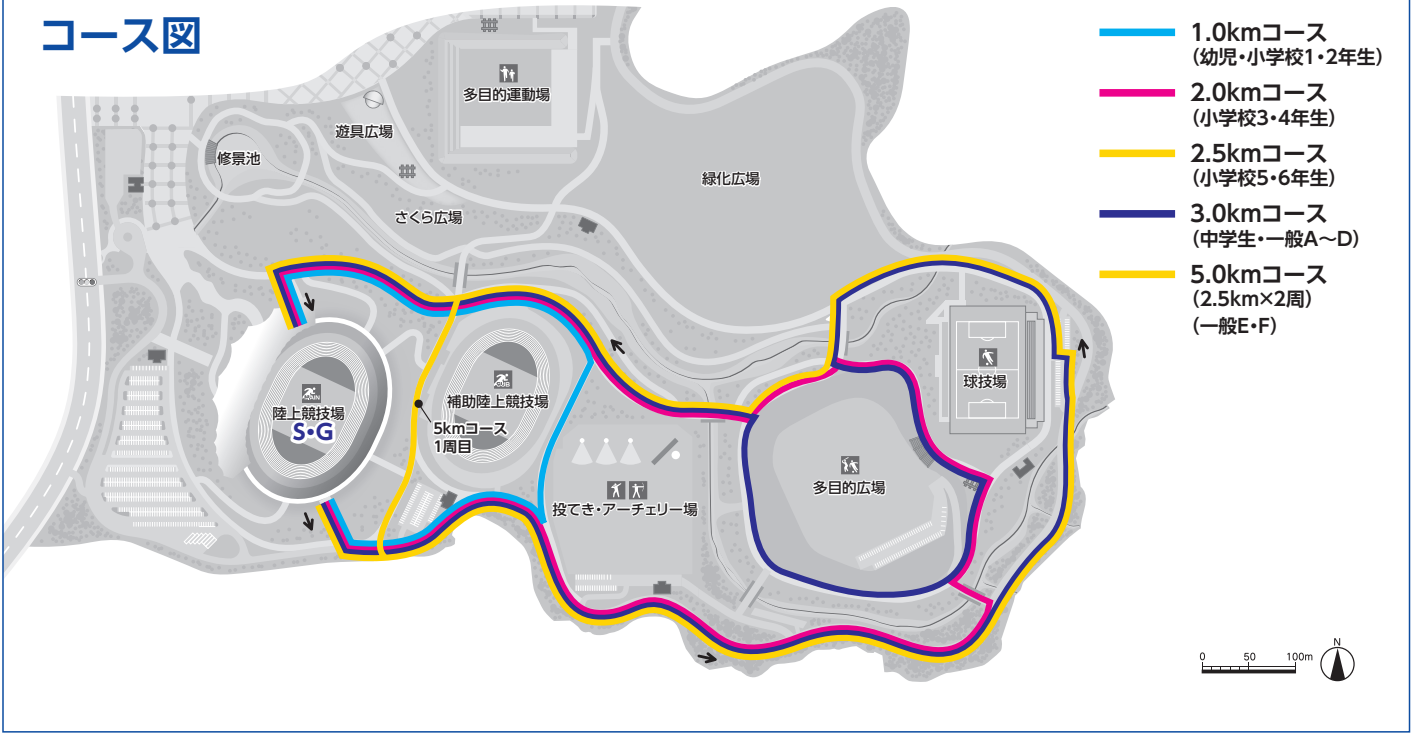 コース図
1.0kmコース
(幼児・小学校1・2年生)
2.0kmコース
(小学校3・4年生)
2.5kmコース
(小学校5・6年生)
3.0kmコース
(中学生・一般A〜D)
5.0kmコース
(2.5km×2周)
(一般E・F)
多目的運動場
遊具広場
修景池
さくら広場
緑化広場
MAIN
陸上競技場
S・G
SUB
補助陸上競技場
5kmコース
1周目
投てき・アーチェリー場
多目的広場
球技場
0 50 100m
N